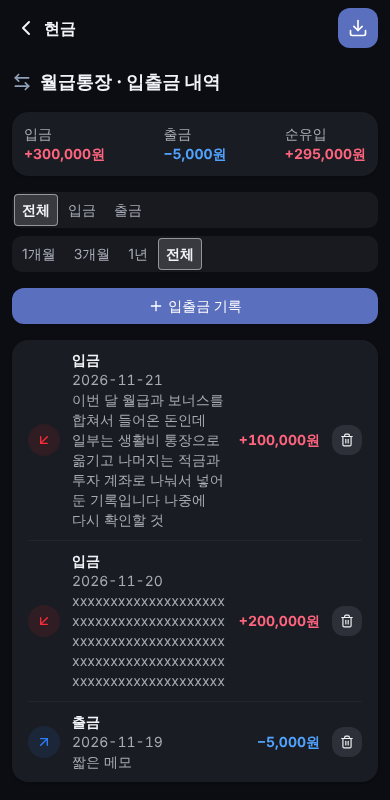 현금
월급통장 · 입출금 내역
입금 출금 순유입
+300,000원 −5,000원 +295,000원
전체 입금 출금
1개월 3개월 1년 전체
+ 입출금 기록
입금
2026-11-21
이번 달 월급과 보너스를
합쳐서 들어온 돈인데
일부는 생활비 통장으로
옮기고 나머지는 적금과
투자 계좌로 나눠서 넣어
둔 기록입니다 나중에
다시 확인할 것
+100,000원
입금
2026-11-20
xxxxxxxxxxxxxxxxxxxx
xxxxxxxxxxxxxxxxxxxx
xxxxxxxxxxxxxxxxxxxx
xxxxxxxxxxxxxxxxxxxx
xxxxxxxxxxxxxxxxxxxx
+200,000원
출금
2026-11-19
짧은 메모
−5,000원